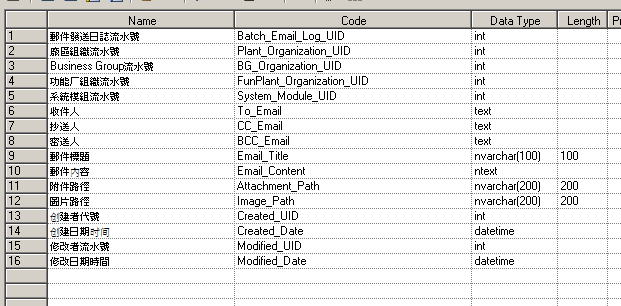 Name Code Data Type Length
1 郵件發送日誌流水號 Batch_Email_Log_UID int
2 廠區組織流水號 Plant_Organization_UID int
3 Business Group流水號 BG_Organization_UID int
4 功能厂組織流水號 FunPlant_Organization_UID int
5 系統模組流水號 System_Module_UID int
6 收件人 To_Email text
7 抄送人 CC_Email text
8 密送人 BCC_Email text
9 郵件標題 Email_Title nvarchar(100) 100
10 郵件內容 Email_Content ntext
11 附件路徑 Attachment_Path nvarchar(200) 200
12 圖片路徑 Image_Path nvarchar(200) 200
13 创建者代號 Created_UID int
14 创建日期时间 Created_Date datetime
15 修改者流水號 Modified_UID int
16 修改日期時間 Modified_Date datetime